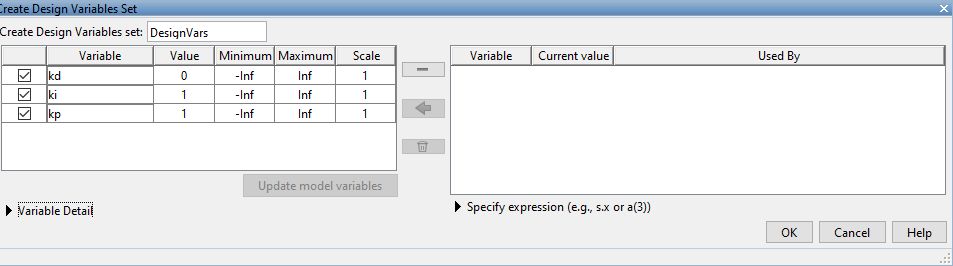 Create Design Variables Set
Create Design Variables set: DesignVars
Variable Value Minimum Maximum Scale
kd 0 -Inf Inf 1
ki 1 -Inf Inf 1
kp 1 -Inf Inf 1
Update model variables
Variable Detail
Variable Current value Used By
Specify expression (e.g., s.x or a(3))
OK Cancel Help